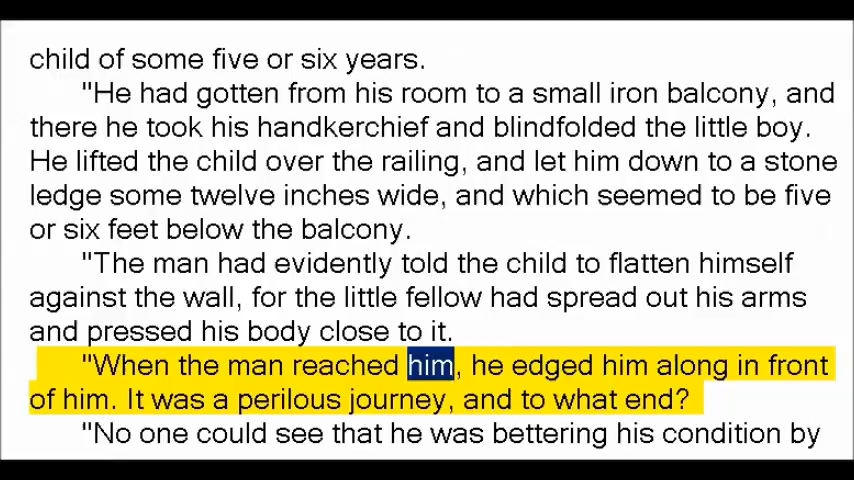 child of some five or six years.
"He had gotten from his room to a small iron balcony, and
there he took his handkerchief and blindfolded the little boy.
He lifted the child over the railing, and let him down to a stone
ledge some twelve inches wide, and which seemed to be five
or six feet below the balcony.
"The man had evidently told the child to flatten himself
against the wall, for the little fellow had spread out his arms
and pressed his body close to it.
"When the man reached him, he edged him along in front
of him. It was a perilous journey, and to what end?
"No one could see that he was bettering his condition by